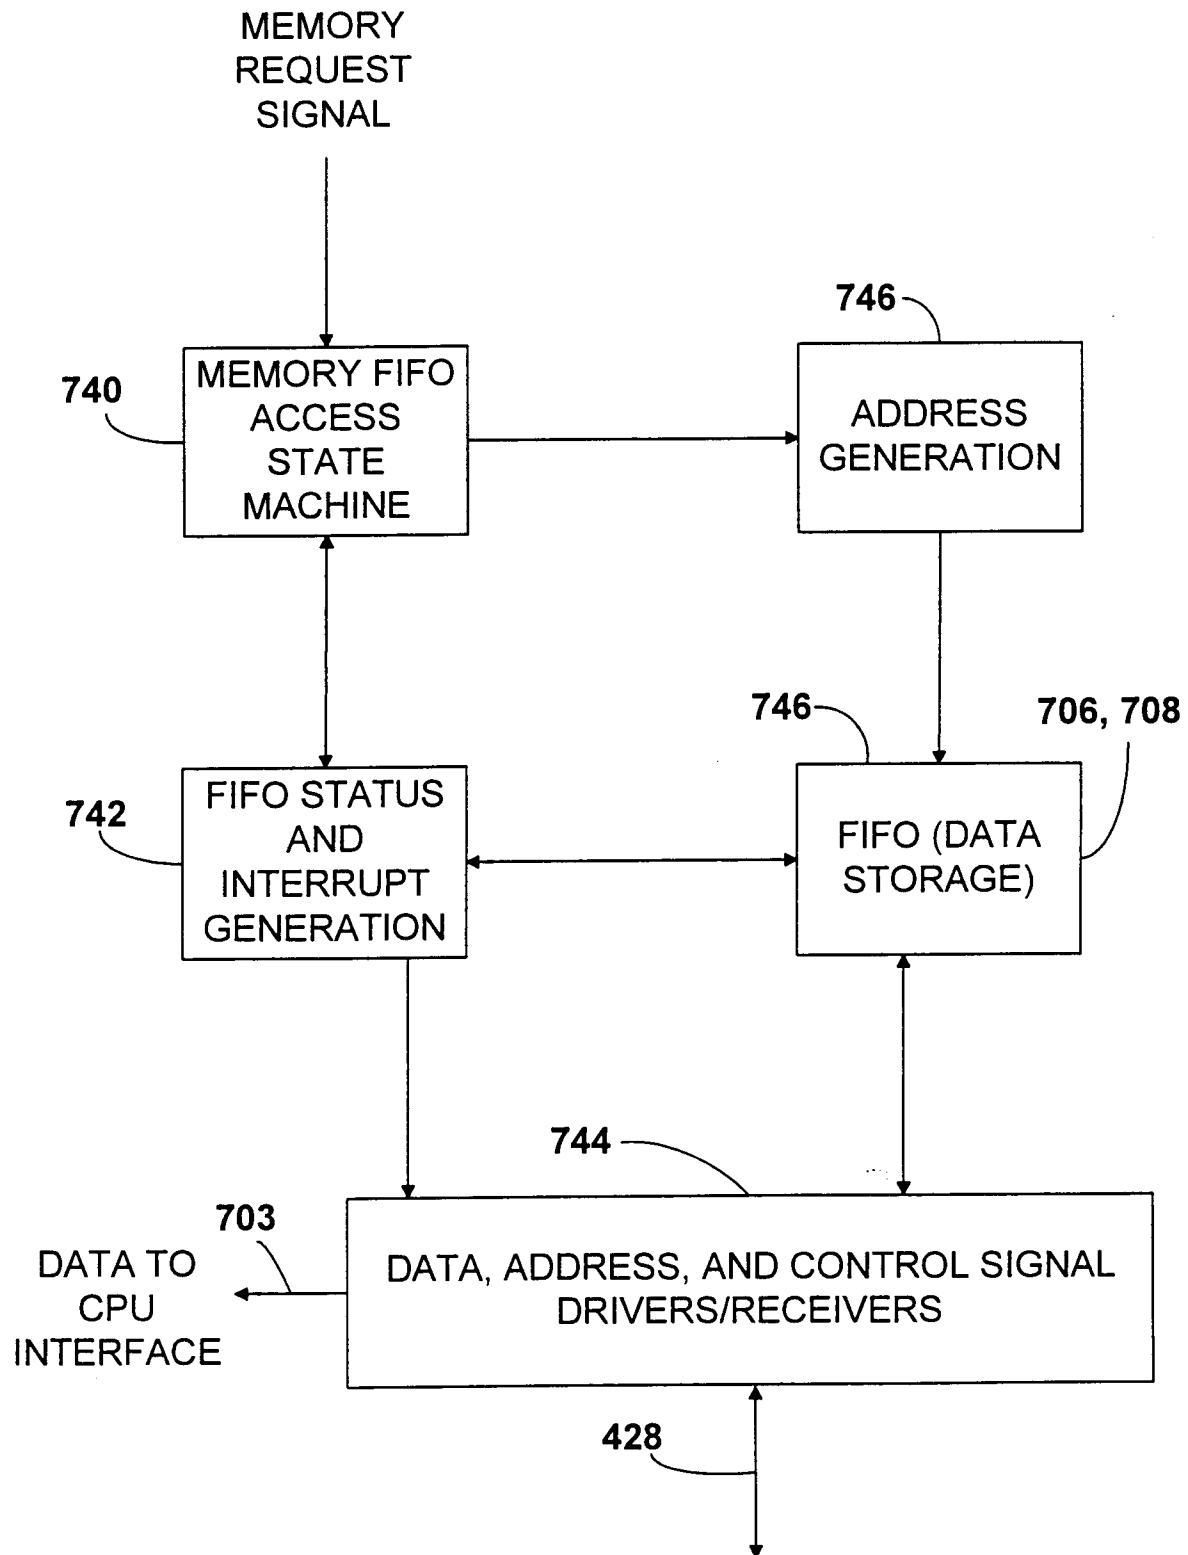 MEMORY
REQUEST
SIGNAL
746
740
MEMORY FIFO
ACCESS
STATE
MACHINE
ADDRESS
GENERATION
746
706, 708
742
FIFO STATUS
AND
INTERRUPT
GENERATION
FIFO (DATA
STORAGE)
744
703
DATA TO
CPU
INTERFACE
DATA, ADDRESS, AND CONTROL SIGNAL
DRIVERS/RECEIVERS
428